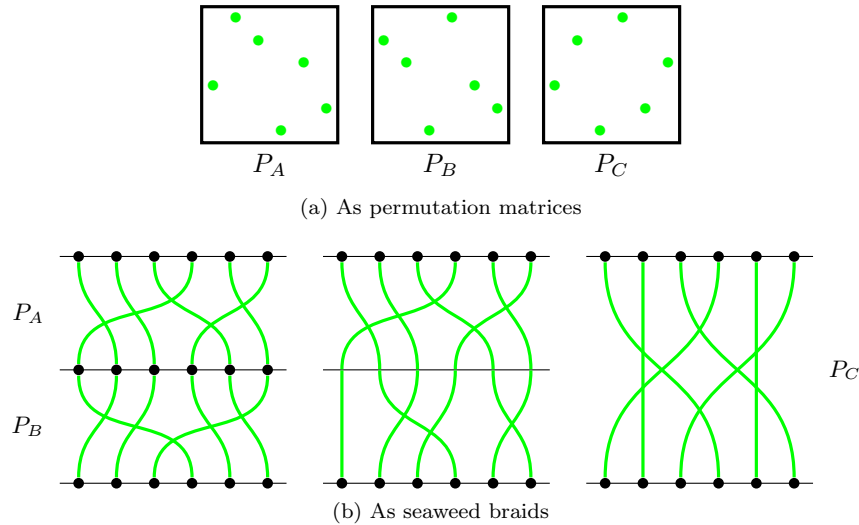 P_A P_B P_C
(a) As permutation matrices
P_A
P_C
P_B
(b) As seaweed braids